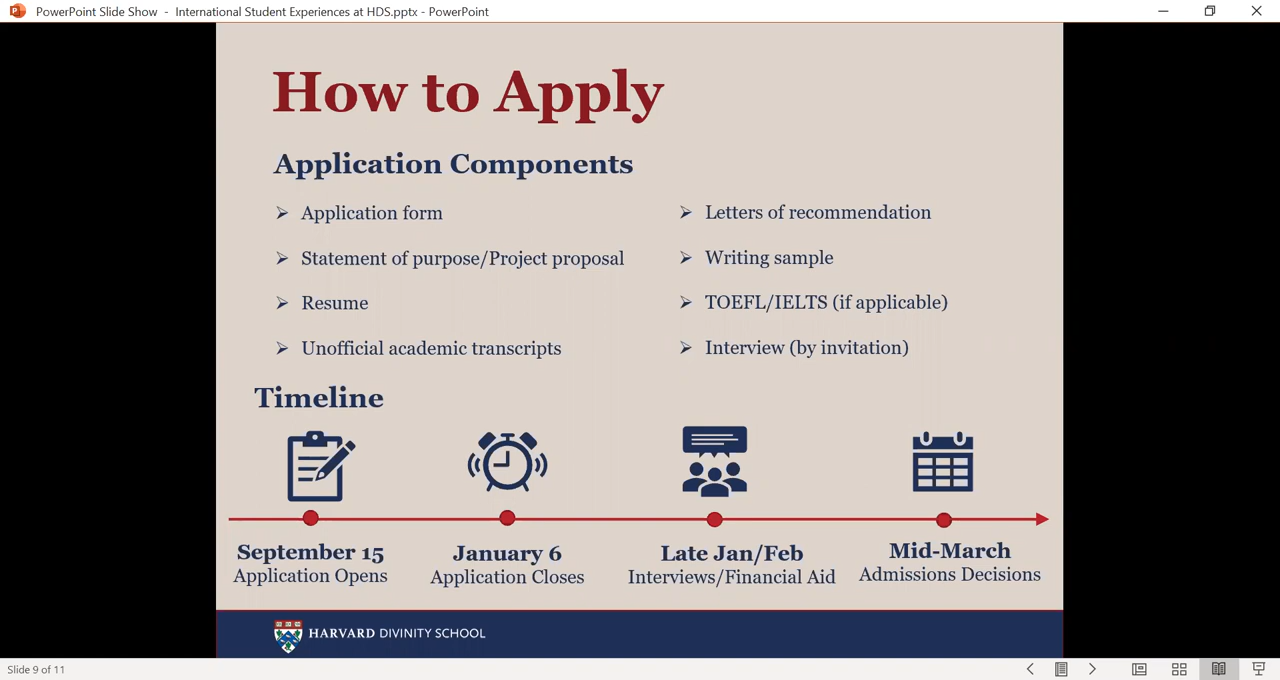 PowerPoint Slide Show - International Student Experiences at HDS.pptx - PowerPoint
How to Apply
Application Components
Application form
Statement of purpose/Project proposal
Resume
Unofficial academic transcripts
Letters of recommendation
Writing sample
TOEFL/IELTS (if applicable)
Interview (by invitation)
Timeline
September 15
Application Opens
January 6
Application Closes
Late Jan/Feb
Interviews/Financial Aid
Mid-March
Admissions Decisions
HARVARD DIVINITY SCHOOL
Slide 9 of 11